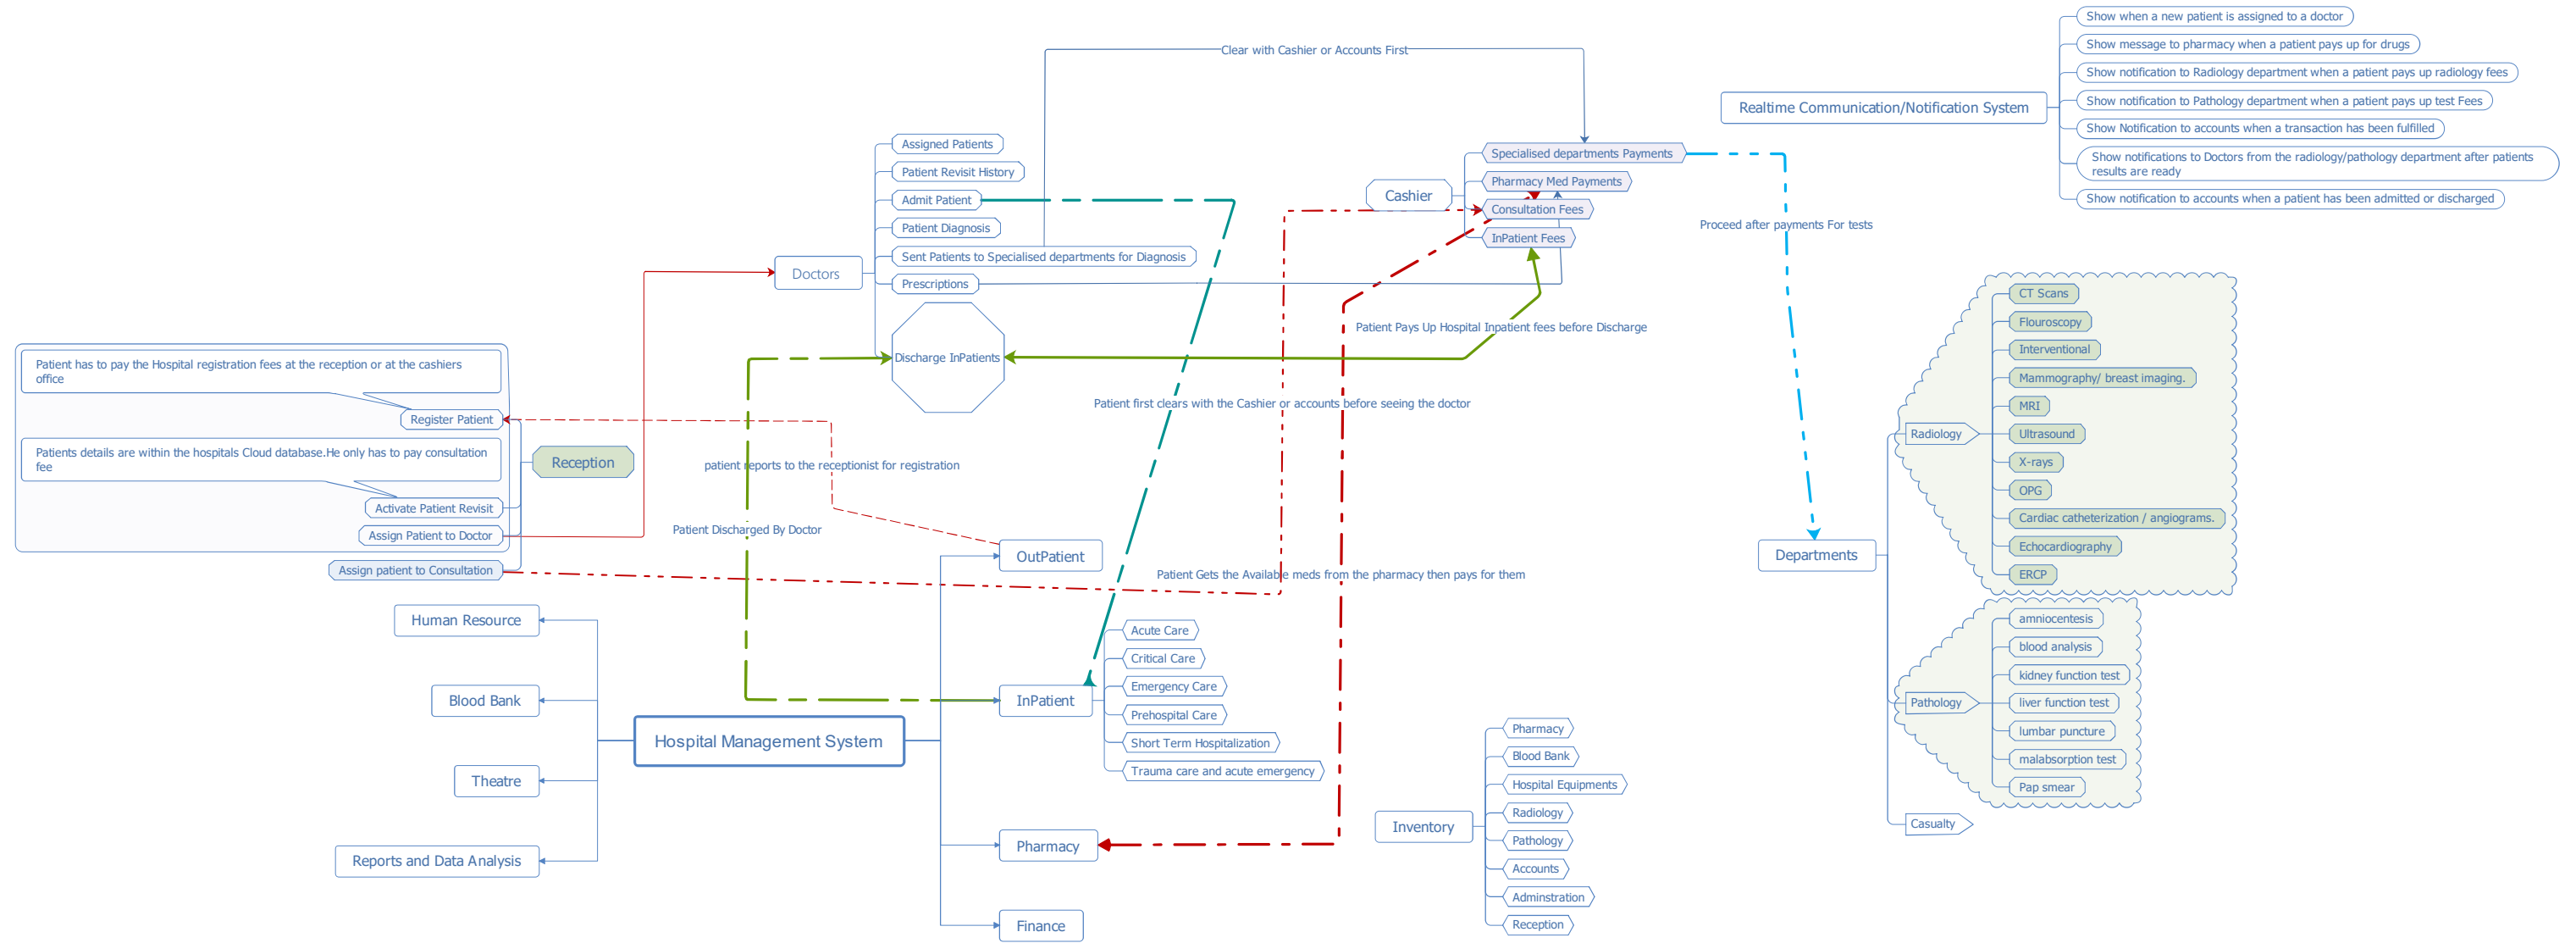 Clear with Cashier or Accounts First
Realtime Communication/Notification System
Show when a new patient is assigned to a doctor
Show message to pharmacy when a patient pays up for drugs
Show notification to Radiology department when a patient pays up radiology fees
Show notification to Pathology department when a patient pays up test Fees
Show Notification to accounts when a transaction has been fulfilled
Show notifications to Doctors from the radiology/pathology department after patients
results are ready
Show notification to accounts when a patient has been admitted or discharged
Doctors
Assigned Patients
Patient Revisit History
Admit Patient
Patient Diagnosis
Sent Patients to Specialised departments for Diagnosis
Prescriptions
Discharge InPatients
Cashier
Specialised departments Payments
Pharmacy Med Payments
Consultation Fees
InPatient Fees
Proceed after payments For tests
Patient Pays Up Hospital Inpatient fees before Discharge
Patient first clears with the Cashier or accounts before seeing the doctor
Patient has to pay the Hospital registration fees at the reception or at the cashiers
office
Register Patient
Patients details are within the hospitals Cloud database.He only has to pay consultation
fee
Activate Patient Revisit
Assign Patient to Doctor
Assign patient to Consultation
Reception
patient reports to the receptionist for registration
Patient Discharged By Doctor
Patient Gets the Available meds from the pharmacy then pays for them
Human Resource
Blood Bank
Theatre
Reports and Data Analysis
Hospital Management System
OutPatient
InPatient
Acute Care
Critical Care
Emergency Care
Prehospital Care
Short Term Hospitalization
Trauma care and acute emergency
Pharmacy
Finance
Inventory
Pharmacy
Blood Bank
Hospital Equipments
Radiology
Pathology
Accounts
Adminstration
Reception
Departments
Radiology
CT Scans
Flouroscopy
Interventional
Mammography/ breast imaging.
MRI
Ultrasound
X-rays
OPG
Cardiac catheterization / angiograms.
Echocardiography
ERCP
Pathology
amniocentesis
blood analysis
kidney function test
liver function test
lumbar puncture
malabsorption test
Pap smear
Casualty